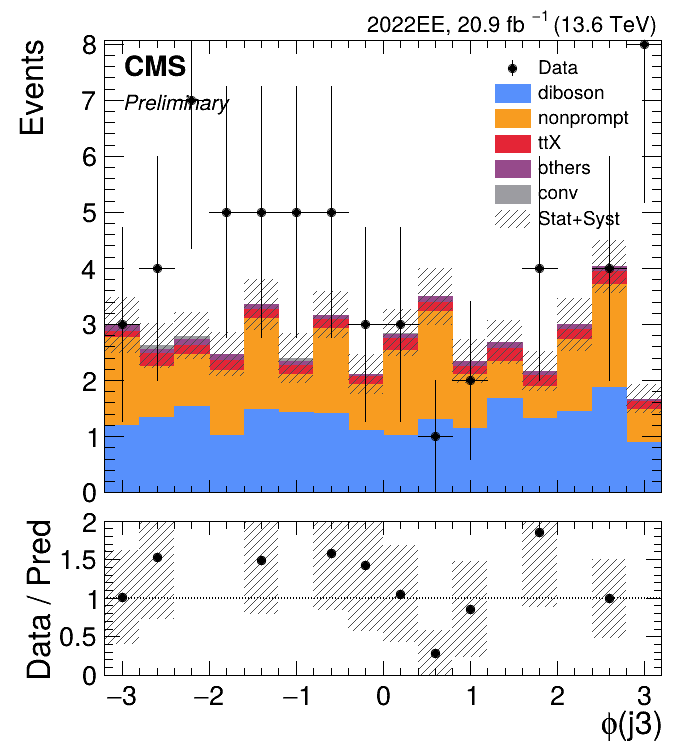 2022EE, 20.9 fb ⁻¹ (13.6 TeV)
Events
CMS
Preliminary
Data
diboson
nonprompt
ttX
others
conv
Stat+Syst
8
7
6
5
4
3
2
1
0
Data / Pred
2
1.5
1
0.5
0
−3 −2 −1 0 1 2 3
ϕ(j3)